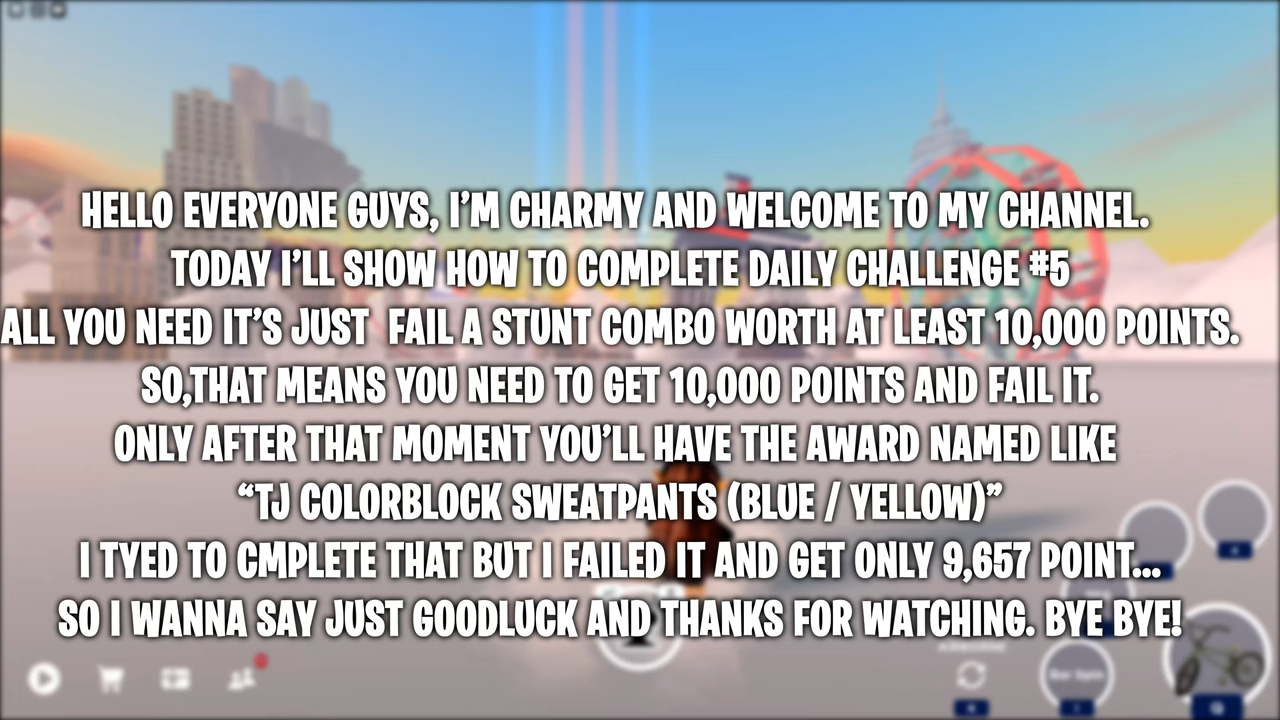 HELLO EVERYONE GUYS, I'M CHARMY AND WELCOME TO MY CHANNEL.
TODAY I'LL SHOW HOW TO COMPLETE DAILY CHALLENGE #5
ALL YOU NEED IT'S JUST  FAIL A STUNT COMBO WORTH AT LEAST 10,000 POINTS.
SO,THAT MEANS YOU NEED TO GET 10,000 POINTS AND FAIL IT.
ONLY AFTER THAT MOMENT YOU'LL HAVE THE AWARD NAMED LIKE
“TJ COLORBLOCK SWEATPANTS (BLUE / YELLOW)”
I TYED TO CMPLETE THAT BUT I FAILED IT AND GET ONLY 9,657 POINT...
SO I WANNA SAY JUST GOODLUCK AND THANKS FOR WATCHING. BYE BYE!
Bar Spin
G